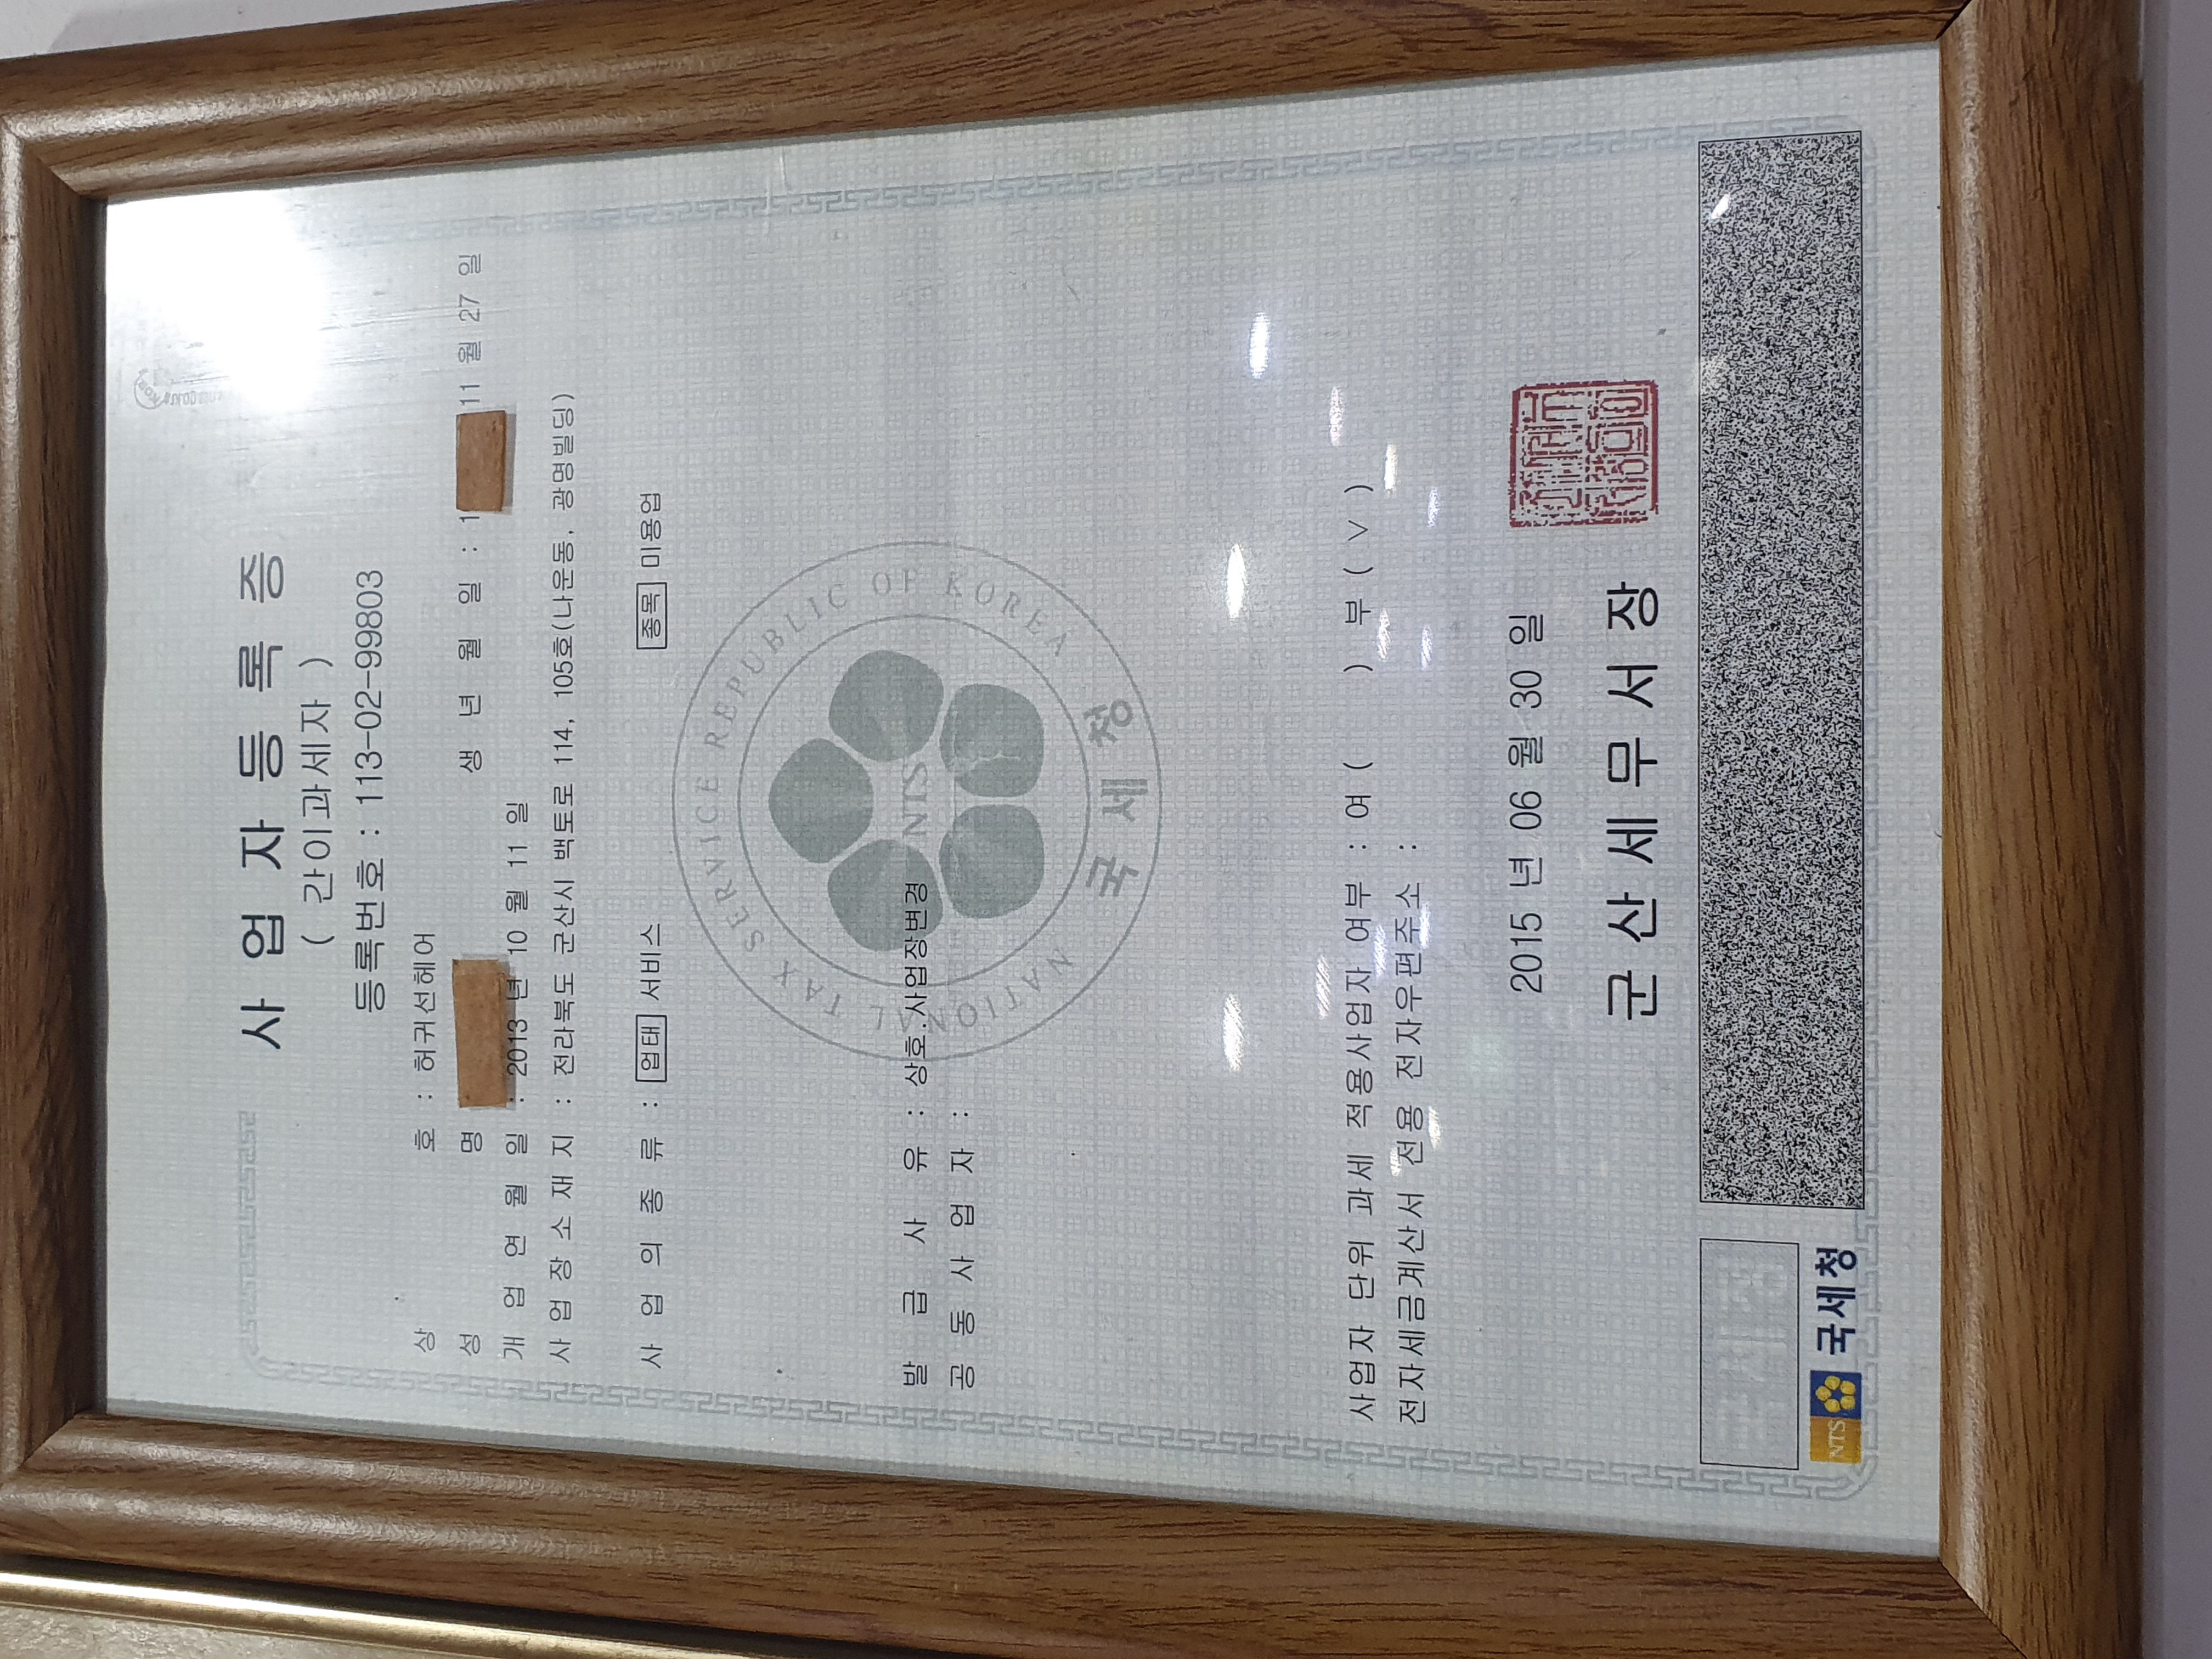 사 업 자 등 록 증
( 간이과세자 )
등록번호 : 113-02-99803
상 호 : 허귀선헤어
성 명 생 년 월 일 : 1 11 월 27 일
개 업 연 월 일 : 2013 년 10 월 11 일
사 업 장 소 재 지 : 전라북도 군산시 백토로 114, 105호(나운동, 광명빌딩)
사 업 의 종 류 : 업태 서비스 종목 미용업
NATIONAL TAX SERVICE REPUBLIC OF KOREA
NTS
국세청
발 급 사 유 : 상호.사업장변경
공 동 사 업 자 :
사업자 단위 과세 적용사업자 여부 : 여 ( ) 부 ( v )
전자세금계산서 전용 전자우편주소 :
2015 년 06 월 30 일
군 산 세 무 서 장
NTS 국세청